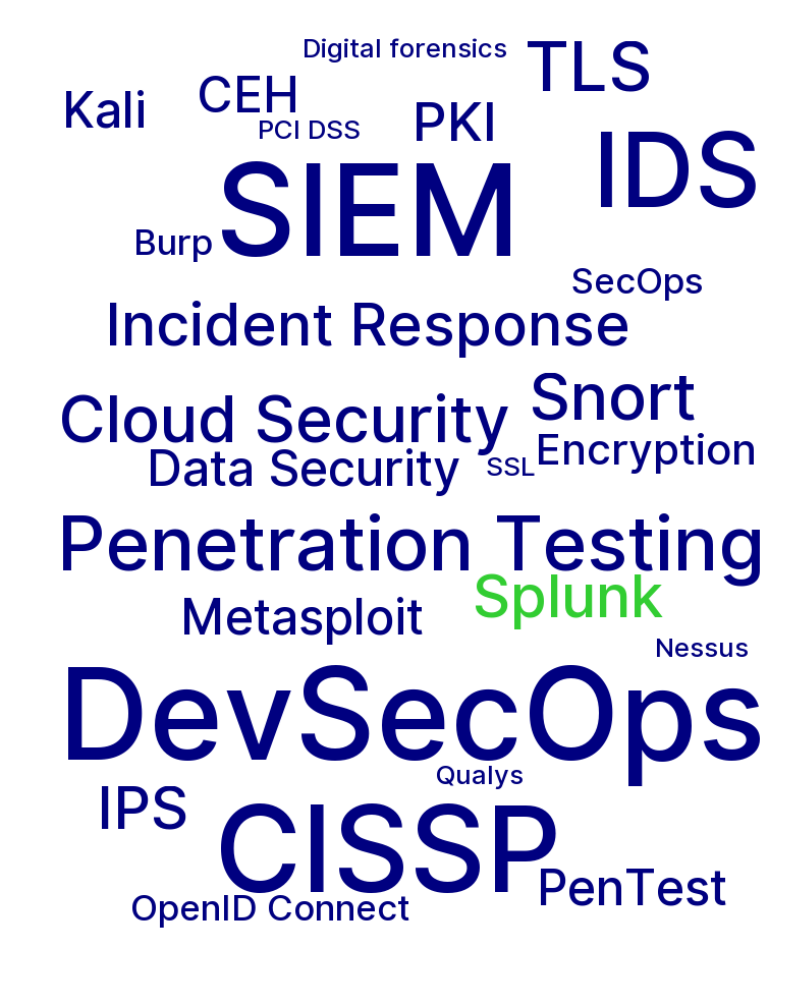 Digital forensics
TLS
Kali
CEH
PCI DSS
PKI
IDS
SIEM
Burp
SecOps
Incident Response
Snort
Cloud Security
Encryption
Data Security
SSL
Penetration Testing
Splunk
Metasploit
Nessus
DevSecOps
Qualys
IPS
CISSP
PenTest
OpenID Connect